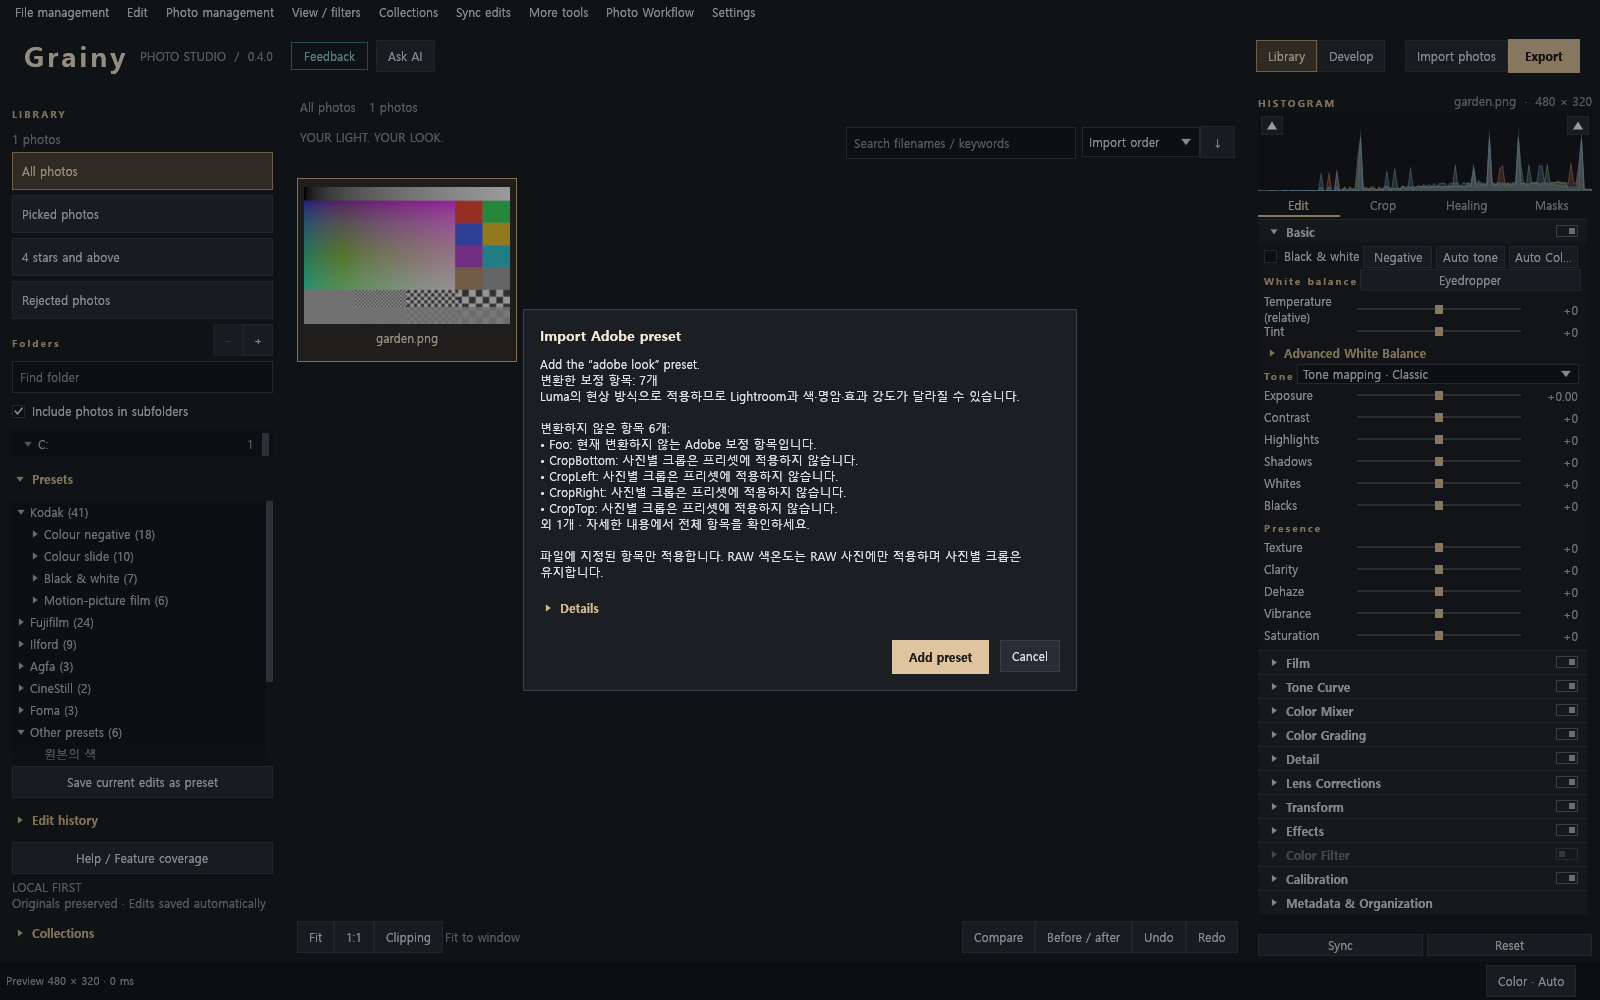 File management Edit Photo management View / filters Collections Sync edits More tools Photo Workflow Settings
Grainy PHOTO STUDIO / 0.4.0 Feedback Ask AI Library Develop Import photos Export
LIBRARY
1 photos
All photos
Picked photos
4 stars and above
Rejected photos
Folders − +
Find folder
Include photos in subfolders
C: 1
Presets
Kodak (41)
Colour negative (18)
Colour slide (10)
Black & white (7)
Motion-picture film (6)
Fujifilm (24)
Ilford (9)
Agfa (3)
CineStill (2)
Foma (3)
Other presets (6)
원본의 색
Save current edits as preset
Edit history
Help / Feature coverage
LOCAL FIRST
Originals preserved · Edits saved automatically
Collections
All photos 1 photos
YOUR LIGHT. YOUR LOOK.
Search filenames / keywords Import order ↓
garden.png
Import Adobe preset
Add the "adobe look" preset.
변환한 보정 항목: 7개
Luma의 현상 방식으로 적용하므로 Lightroom과 색·명암·효과 강도가 달라질 수 있습니다.
변환하지 않은 항목 6개:
• Foo: 현재 변환하지 않는 Adobe 보정 항목입니다.
• CropBottom: 사진별 크롭은 프리셋에 적용하지 않습니다.
• CropLeft: 사진별 크롭은 프리셋에 적용하지 않습니다.
• CropRight: 사진별 크롭은 프리셋에 적용하지 않습니다.
• CropTop: 사진별 크롭은 프리셋에 적용하지 않습니다.
외 1개 · 자세한 내용에서 전체 항목을 확인하세요.
파일에 지정된 항목만 적용합니다. RAW 색온도는 RAW 사진에만 적용하며 사진별 크롭은
유지합니다.
Details
Add preset Cancel
Fit 1:1 Clipping Fit to window Compare Before / after Undo Redo
HISTOGRAM garden.png · 480 × 320
Edit Crop Healing Masks
Basic
Black & white Negative Auto tone Auto Col...
White balance Eyedropper
Temperature
(relative) +0
Tint +0
Advanced White Balance
Tone Tone mapping · Classic
Exposure +0.00
Contrast +0
Highlights +0
Shadows +0
Whites +0
Blacks +0
Presence
Texture +0
Clarity +0
Dehaze +0
Vibrance +0
Saturation +0
Film
Tone Curve
Color Mixer
Color Grading
Detail
Lens Corrections
Transform
Effects
Color Filter
Calibration
Metadata & Organization
Sync Reset
Preview 480 × 320 · 0 ms Color · Auto